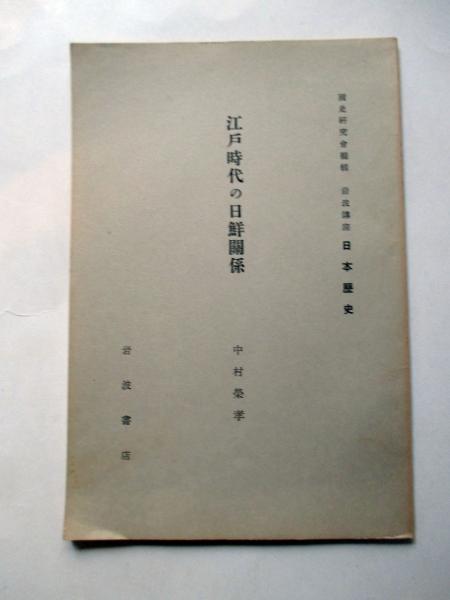 國史研究會編輯 岩波講座 日本歷史
江戶時代の日鮮關係
中村榮孝
岩波書店